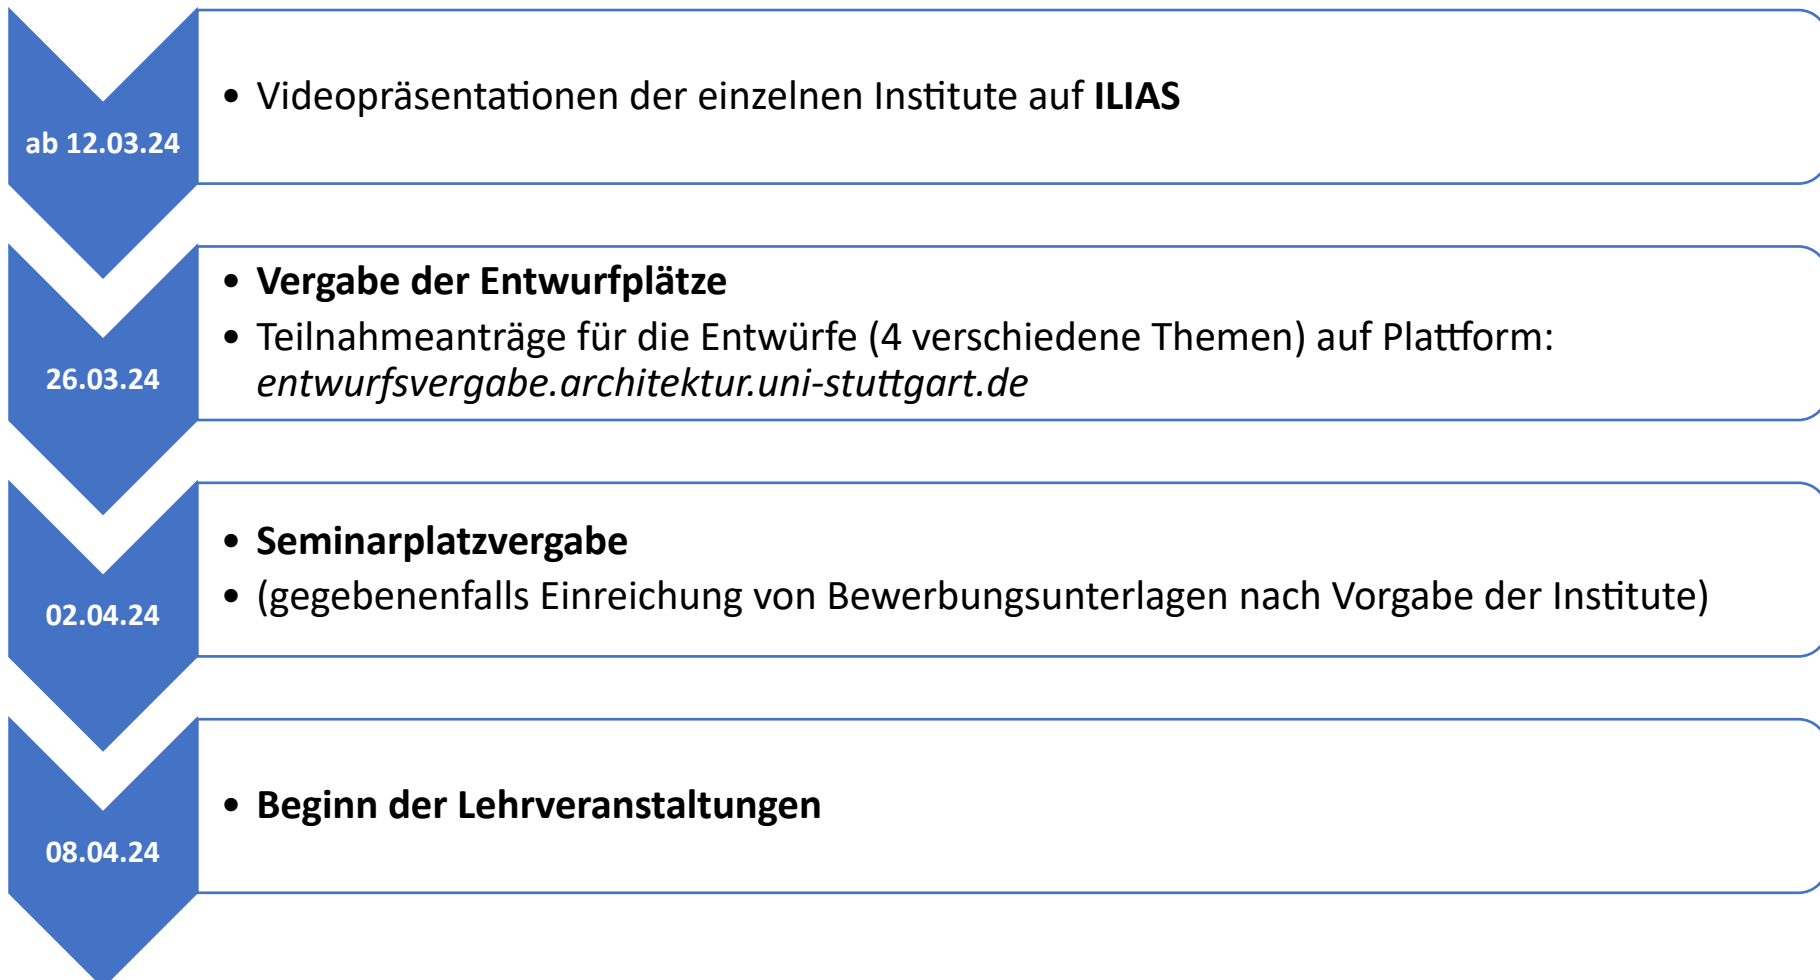 ab 12.03.24
• Videopräsentationen der einzelnen Institute auf ILIAS
26.03.24
• Vergabe der Entwurfplätze
• Teilnahmeanträge für die Entwürfe (4 verschiedene Themen) auf Plattform:
entwurfsvergabe.architektur.uni-stuttgart.de
02.04.24
• Seminarplatzvergabe
• (gegebenenfalls Einreichung von Bewerbungsunterlagen nach Vorgabe der Institute)
08.04.24
• Beginn der Lehrveranstaltungen